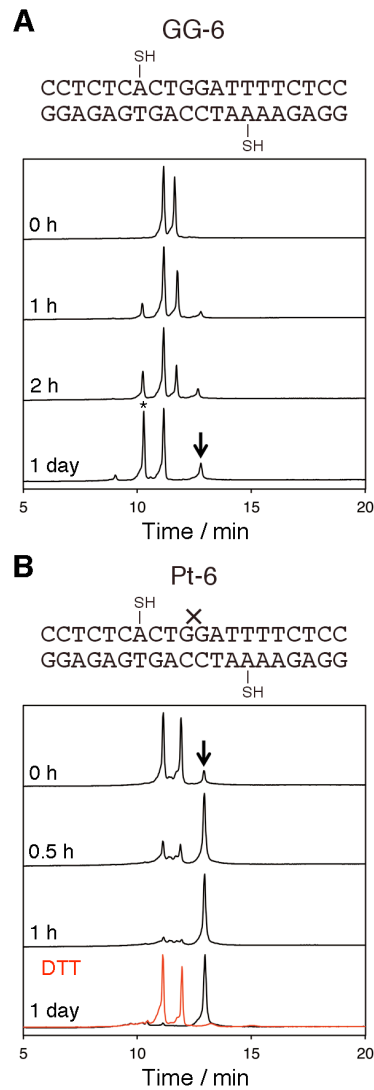 A
GG-6
SH
CCTCTCACTGGATTTTCTCC
GGAGAGTGACCTAAAAGAGG
SH
0 h
1 h
2 h
*
1 day
5 10 15 20
Time / min
B
Pt-6
SH
CCTCTCACTGGATTTTCTCC
GGAGAGTGACCTAAAAGAGG
SH
0 h
0.5 h
1 h
DTT
1 day
5 10 15 20
Time / min